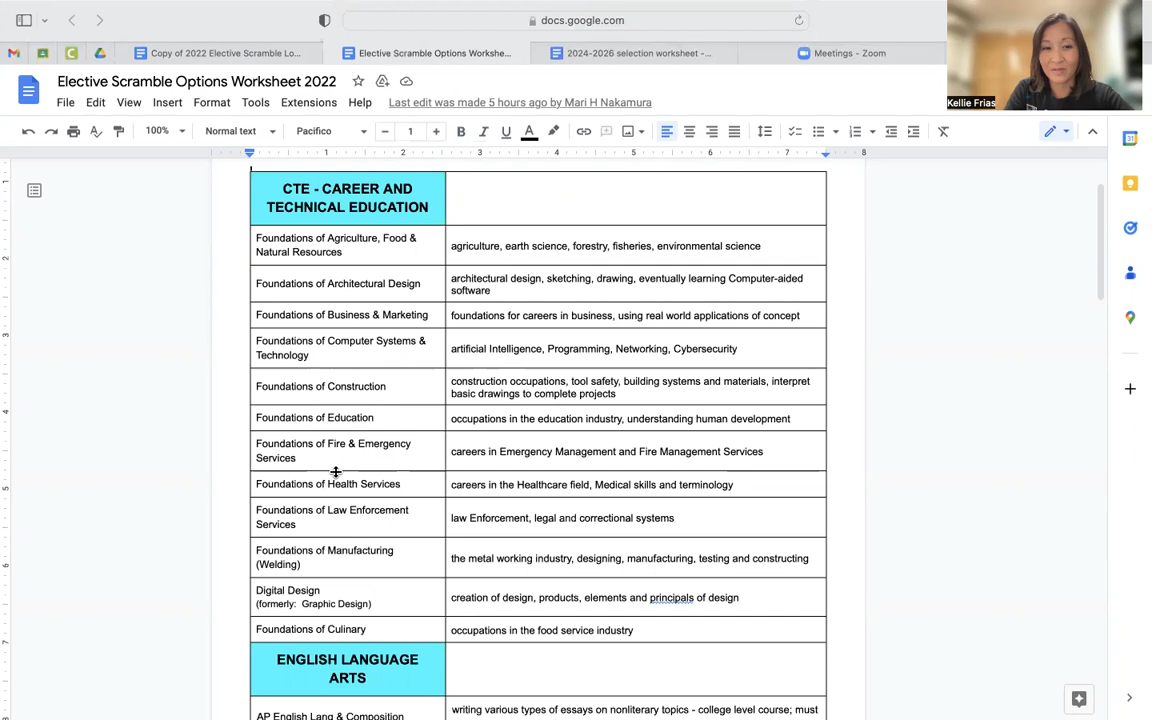 docs.google.com
Copy of 2022 Elective Scramble Lo...
Elective Scramble Options Workshe...
2024-2026 selection worksheet -...
Meetings - Zoom
Kellie Frias
Elective Scramble Options Worksheet 2022
File Edit View Insert Format Tools Extensions Help Last edit was made 5 hours ago by Mari H Nakamura
100% Normal text Pacifico - 1 + B I U A
1 2 3 4 5 6 7 8
CTE - CAREER AND
TECHNICAL EDUCATION
Foundations of Agriculture, Food &
Natural Resources
agriculture, earth science, forestry, fisheries, environmental science
Foundations of Architectural Design
architectural design, sketching, drawing, eventually learning Computer-aided
software
Foundations of Business & Marketing
foundations for careers in business, using real world applications of concept
Foundations of Computer Systems &
Technology
artificial Intelligence, Programming, Networking, Cybersecurity
Foundations of Construction
construction occupations, tool safety, building systems and materials, interpret
basic drawings to complete projects
Foundations of Education
occupations in the education industry, understanding human development
Foundations of Fire & Emergency
Services
careers in Emergency Management and Fire Management Services
Foundations of Health Services
careers in the Healthcare field, Medical skills and terminology
Foundations of Law Enforcement
Services
law Enforcement, legal and correctional systems
Foundations of Manufacturing
(Welding)
the metal working industry, designing, manufacturing, testing and constructing
Digital Design
(formerly: Graphic Design)
creation of design, products, elements and principals of design
Foundations of Culinary
occupations in the food service industry
ENGLISH LANGUAGE
ARTS
AP English Lang & Composition
writing various types of essays on nonliterary topics - college level course; must